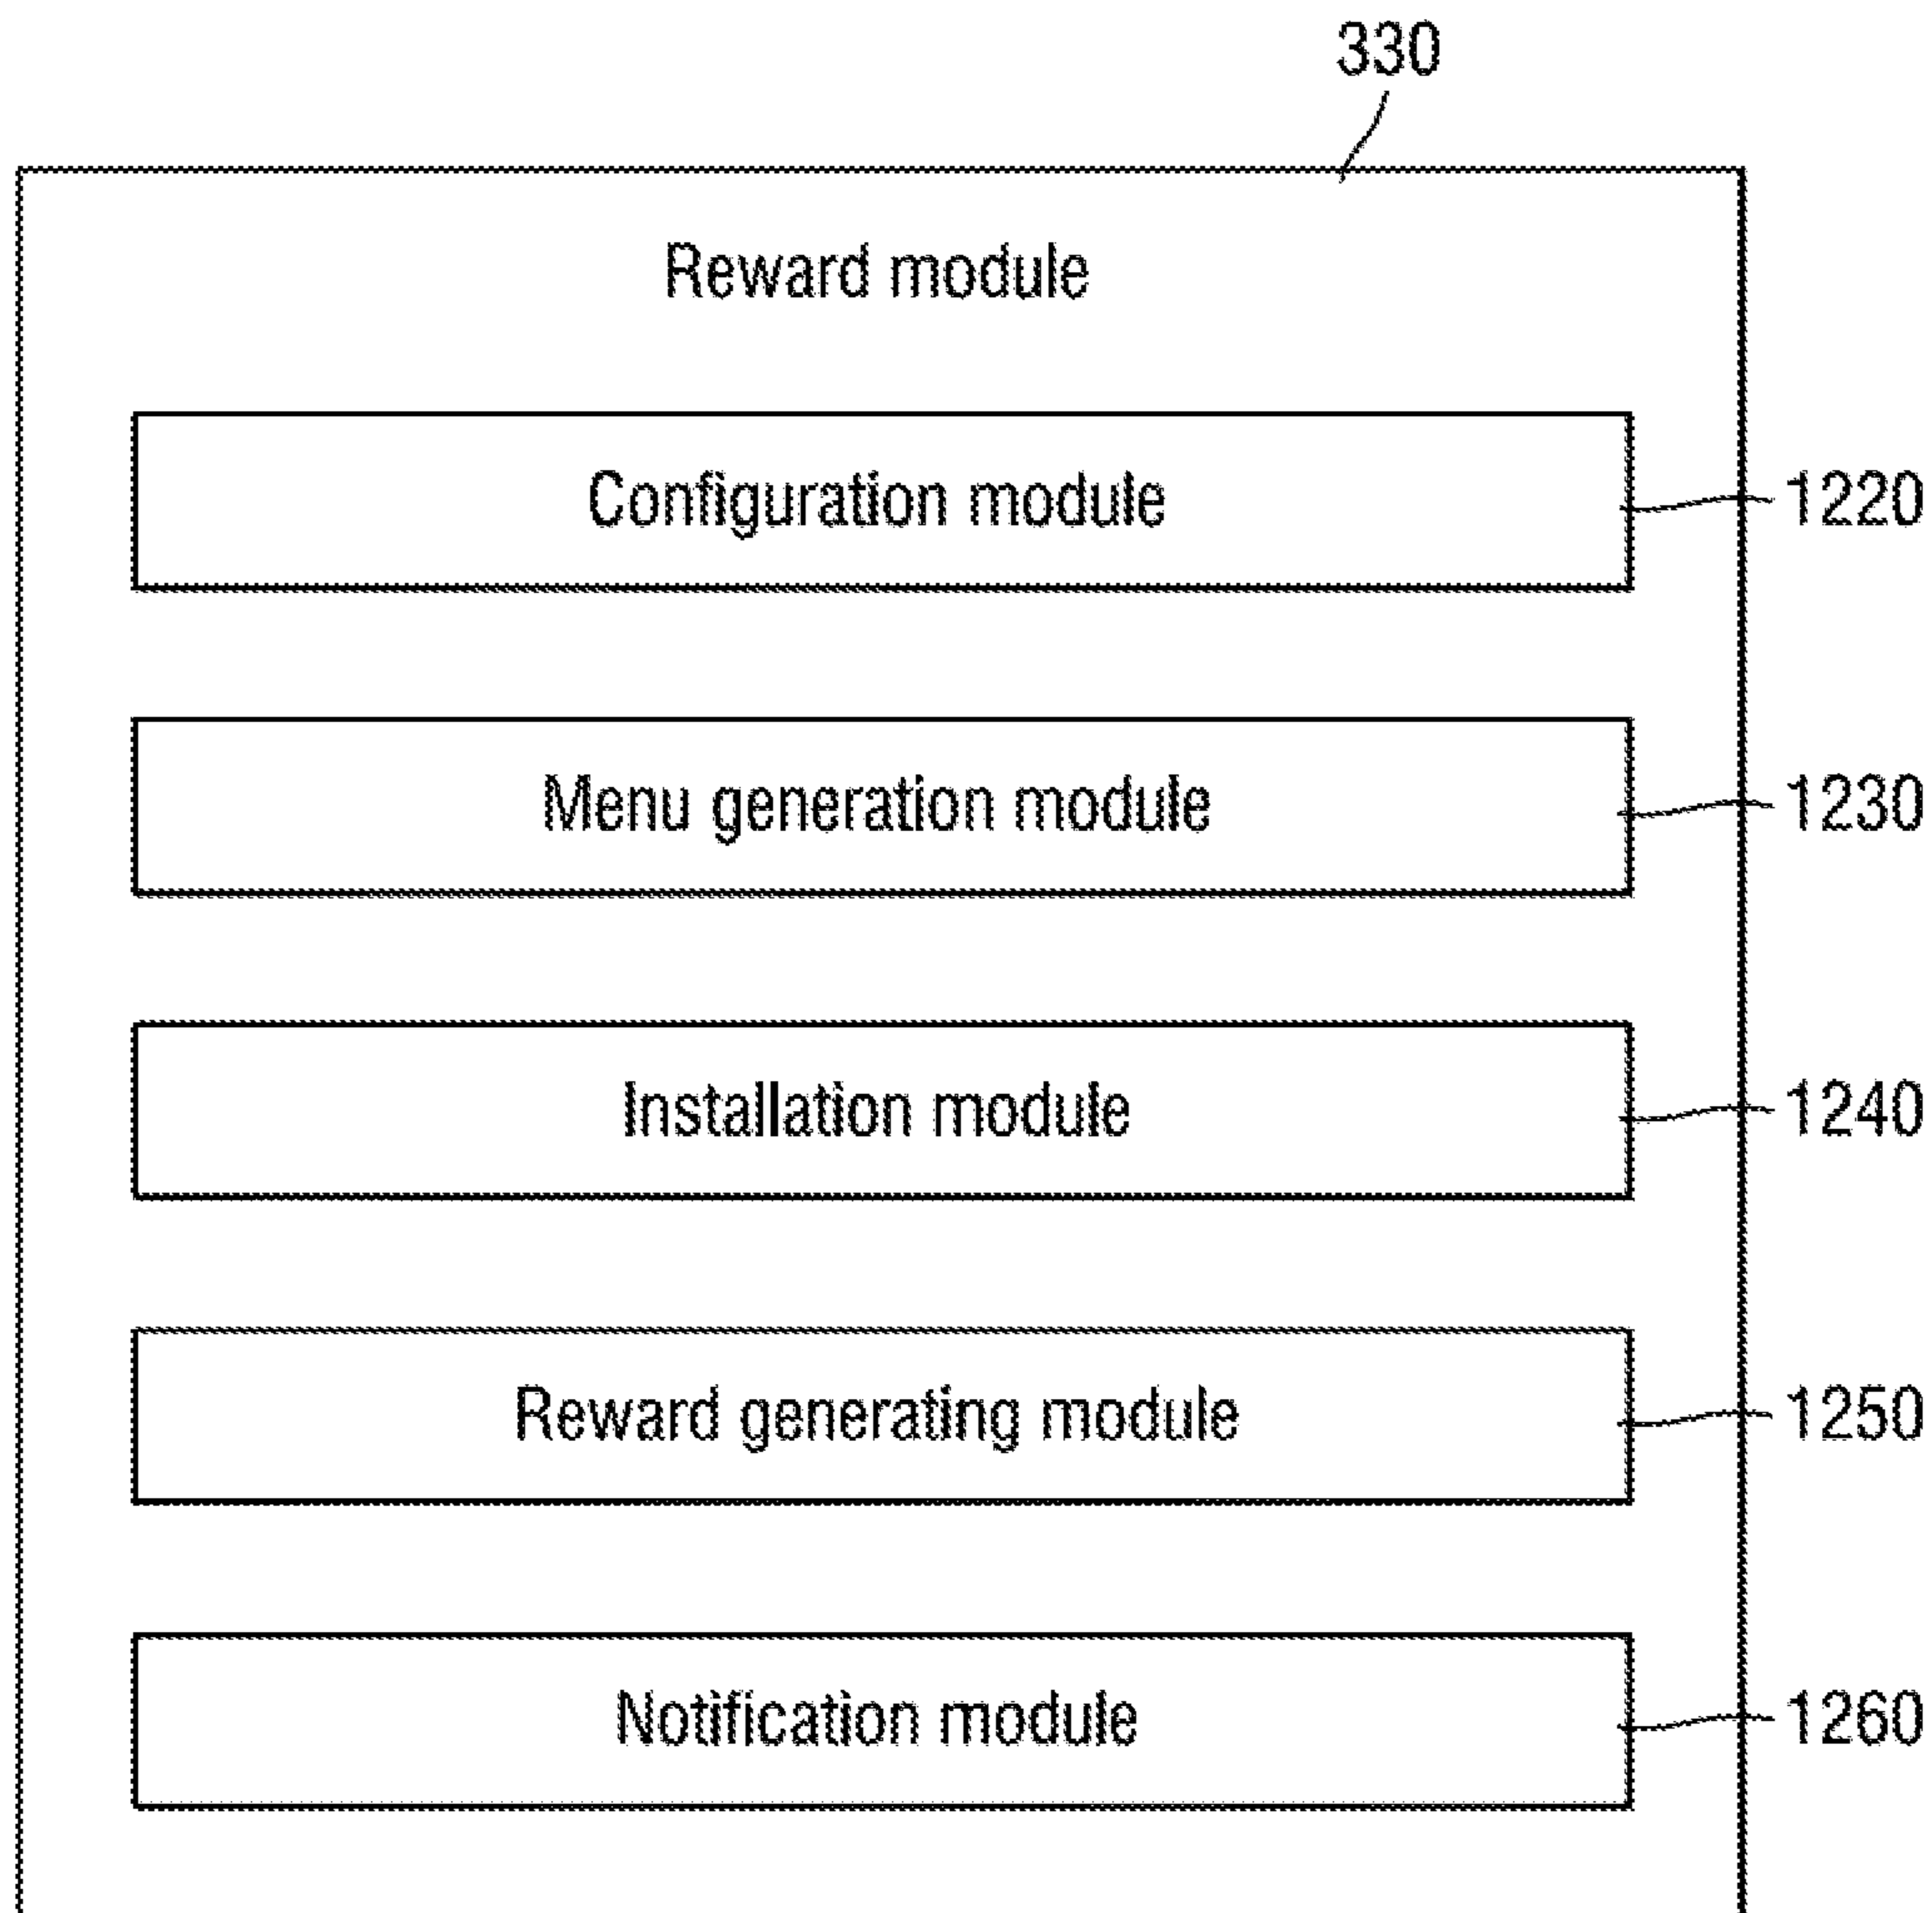 330
Reward module
Configuration module
1220
Menu generation module
1230
Installation module
1240
Reward generating module
1250
Notification module
1260